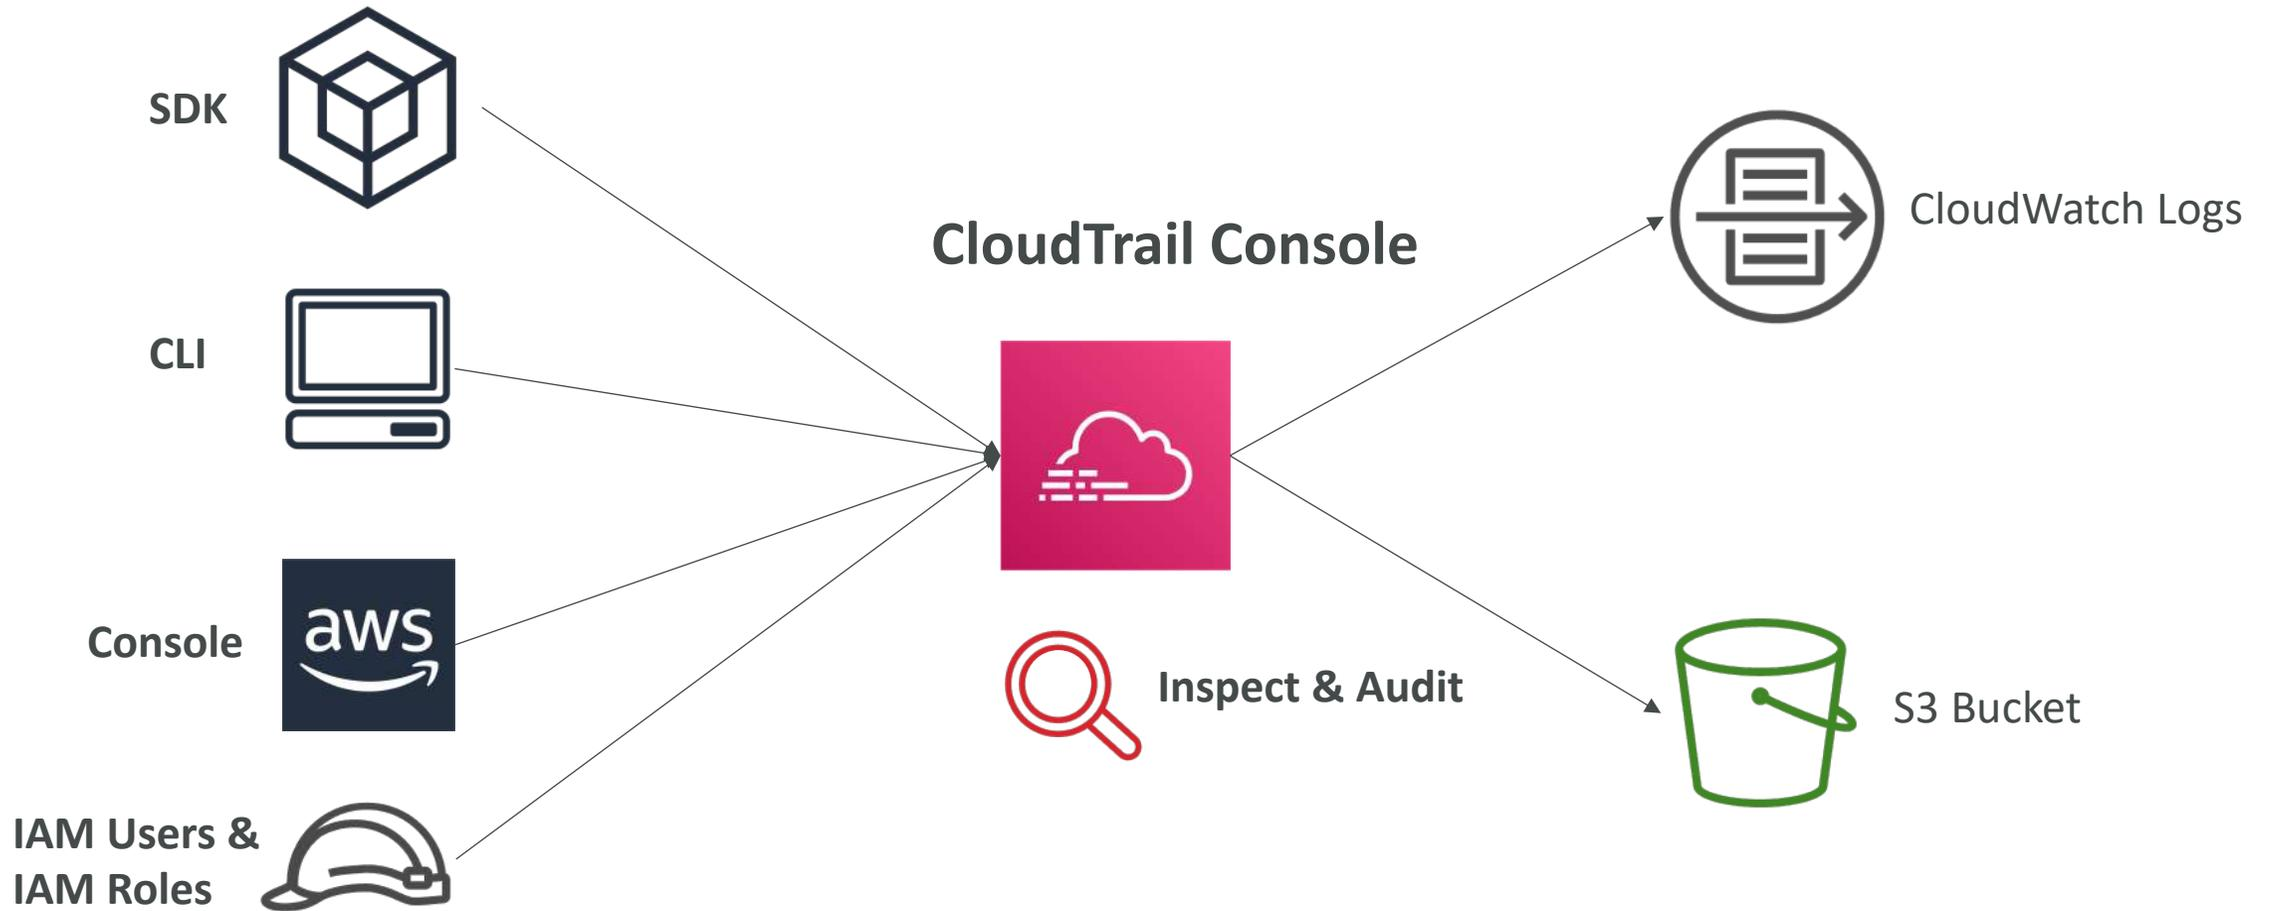 SDK
CloudTrail Console
CloudWatch Logs
CLI
Console
aws
Inspect & Audit
S3 Bucket
IAM Users &
IAM Roles